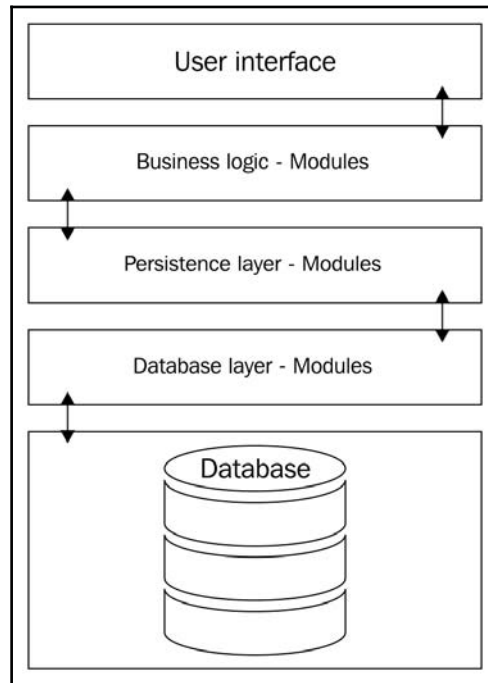 User interface
Business logic - Modules
Persistence layer - Modules
Database layer - Modules
Database